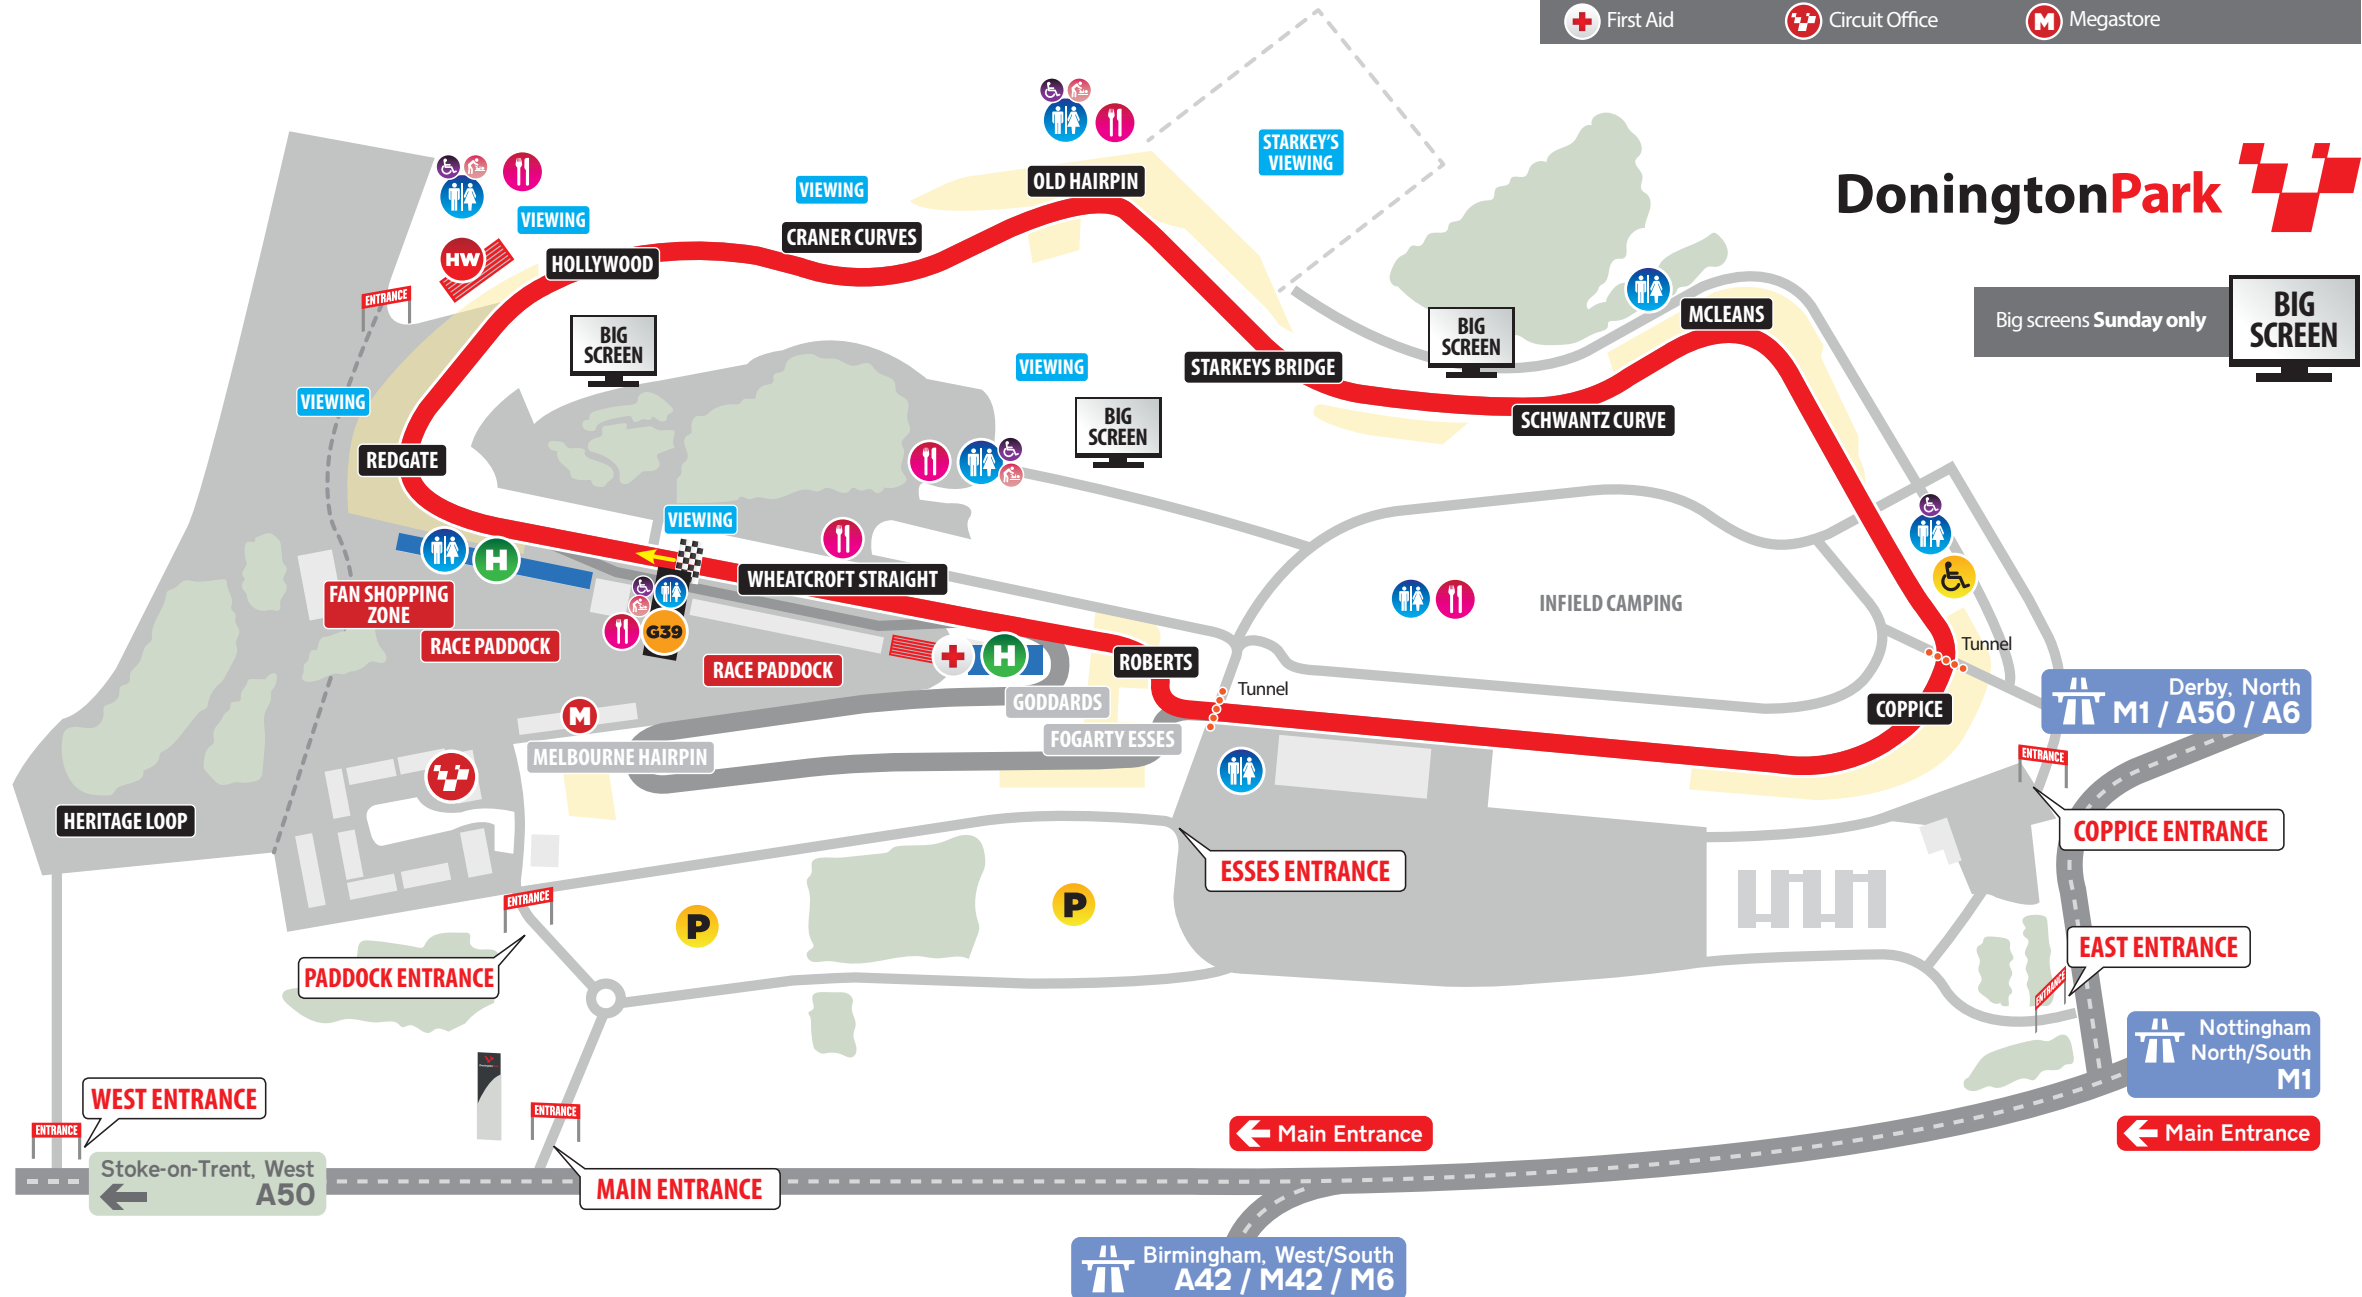 First Aid
Circuit Office
M
Megastore
STARKEY'S
VIEWING
DoningtonPark
OLD HAIRPIN
VIEWING
VIEWING
CRANER CURVES
HW
HOLLYWOOD
ENTRANCE
BIG
SCREEN
BIG
SCREEN
MCLEANS
Big screens Sunday only
BIG
SCREEN
VIEWING
STARKEYS BRIDGE
VIEWING
BIG
SCREEN
SCHWANTZ CURVE
REDGATE
VIEWING
H
WHEATCROFT STRAIGHT
FAN SHOPPING
ZONE
G39
INFIELD CAMPING
RACE PADDOCK
RACE PADDOCK
H
ROBERTS
Tunnel
Tunnel
GODDARDS
COPPICE
Derby, North
M1 / A50 / A6
M
MELBOURNE HAIRPIN
FOGARTY ESSES
ENTRANCE
HERITAGE LOOP
COPPICE ENTRANCE
ESSES ENTRANCE
ENTRANCE
P
P
PADDOCK ENTRANCE
EAST ENTRANCE
ENTRANCE
Nottingham
North/South
M1
WEST ENTRANCE
ENTRANCE
ENTRANCE
Main Entrance
Main Entrance
Stoke-on-Trent, West
A50
MAIN ENTRANCE
Birmingham, West/South
A42 / M42 / M6